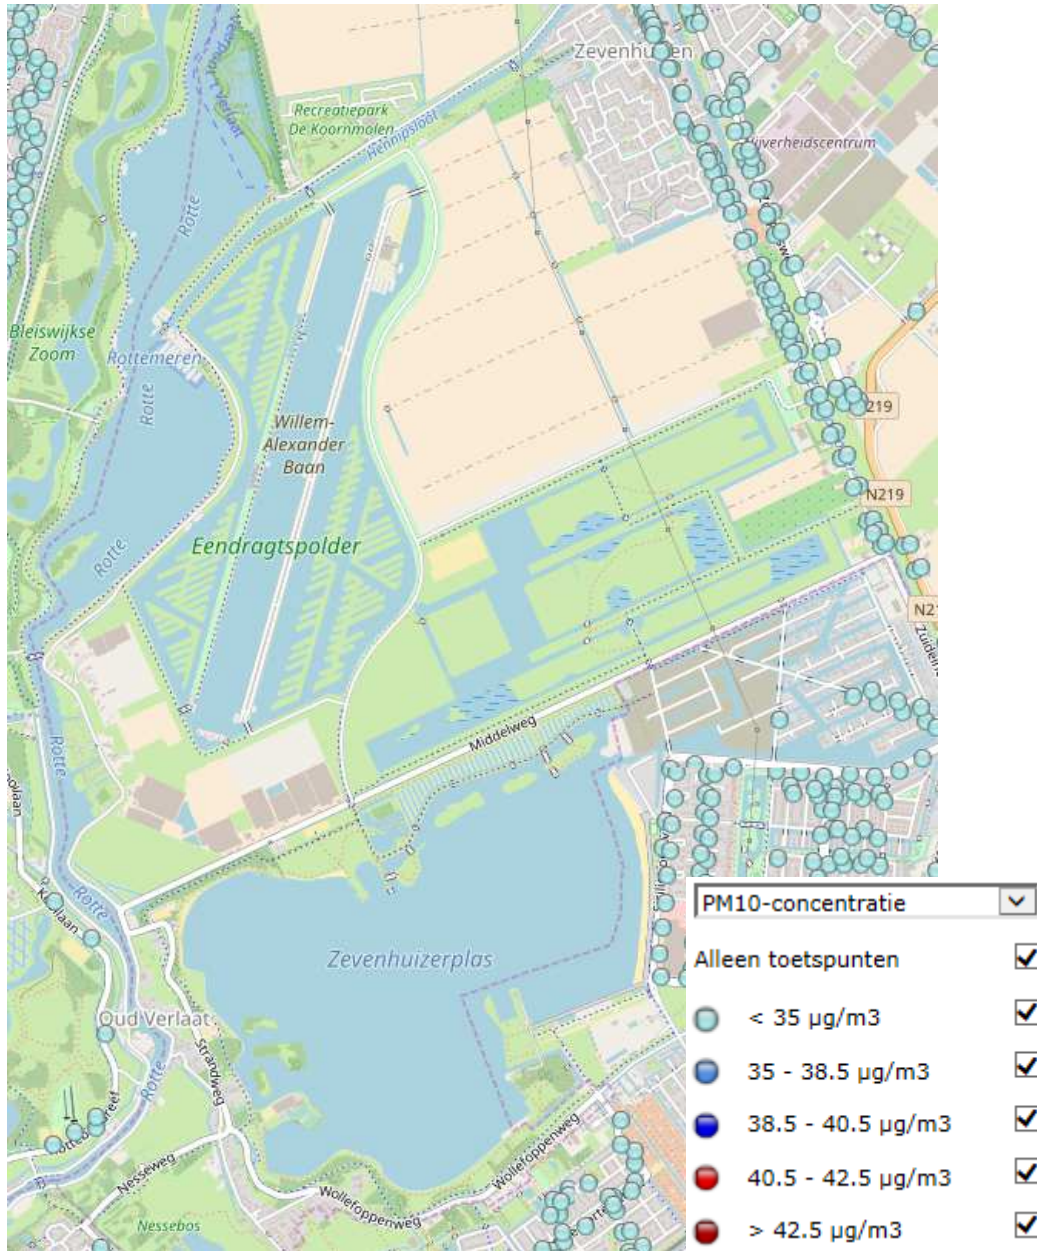 Zevenhuizen
Recreatiepark
De Koornmolen
Hennipsloot
Rotte
Bleiswijkse
Zoom
Rottemeren
Rotte
Willem-
Alexander
Baan
219
N219
Rotte
Eendragtspolder
N21
Middelweg
Rotte
Rotte
Zevenhuizerplas
Oud Verlaat
Strandweg
Rotte
Nesseweg
Wollefoppenweg
Wollefoppenweg
Nessebos
PM10-concentratie
Alleen toetspunten
< 35 µg/m3
35 - 38.5 µg/m3
38.5 - 40.5 µg/m3
40.5 - 42.5 µg/m3
> 42.5 µg/m3